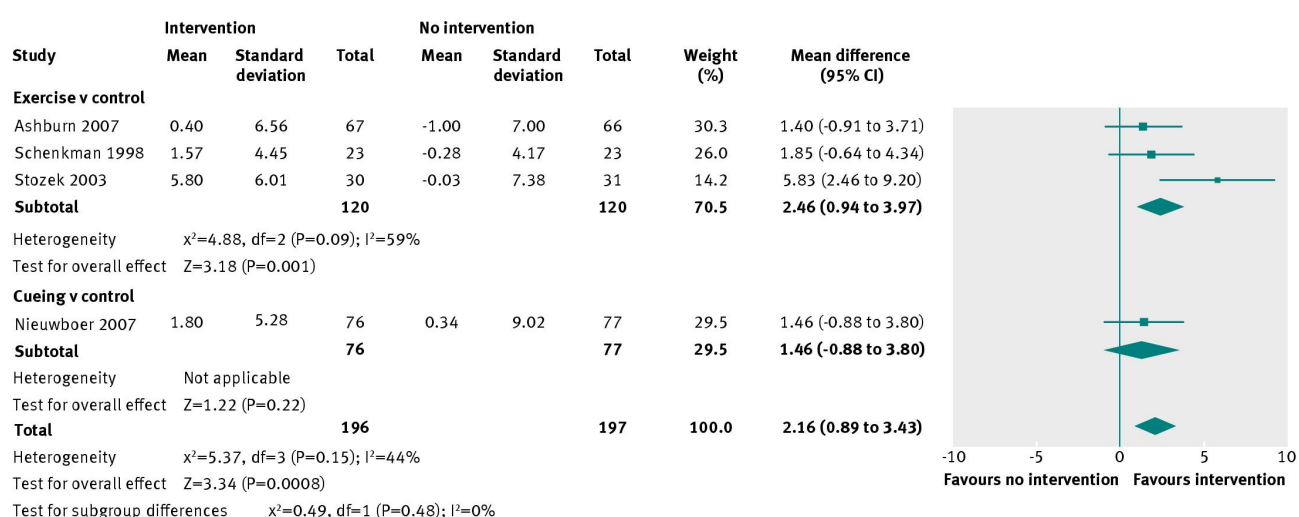 Intervention No intervention
Study Mean Standard deviation Total Mean Standard deviation Total Weight (%) Mean difference (95% CI)
Exercise v control
Ashburn 2007 0.40 6.56 67 -1.00 7.00 66 30.3 1.40 (-0.91 to 3.71)
Schenkman 1998 1.57 4.45 23 -0.28 4.17 23 26.0 1.85 (-0.64 to 4.34)
Stozek 2003 5.80 6.01 30 -0.03 7.38 31 14.2 5.83 (2.46 to 9.20)
Subtotal 120 120 70.5 2.46 (0.94 to 3.97)
Heterogeneity x²=4.88, df=2 (P=0.09); I²=59%
Test for overall effect Z=3.18 (P=0.001)
Cueing v control
Nieuwboer 2007 1.80 5.28 76 0.34 9.02 77 29.5 1.46 (-0.88 to 3.80)
Subtotal 76 77 29.5 1.46 (-0.88 to 3.80)
Heterogeneity Not applicable
Test for overall effect Z=1.22 (P=0.22)
Total 196 197 100.0 2.16 (0.89 to 3.43)
Heterogeneity x²=5.37, df=3 (P=0.15); I²=44%
Test for overall effect Z=3.34 (P=0.0008)
Test for subgroup differences x²=0.49, df=1 (P=0.48); I²=0%
-10 -5 0 5 10
Favours no intervention Favours intervention